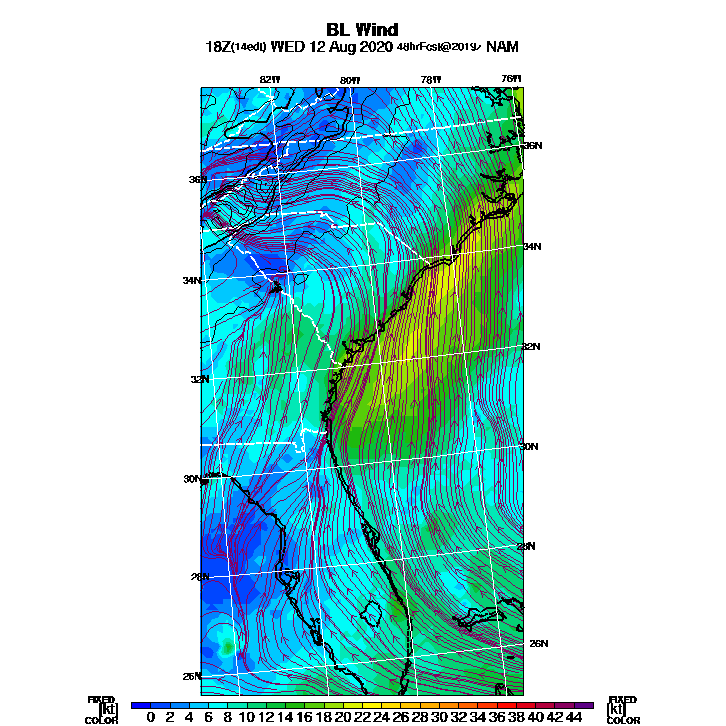 BL Wind
18Z(14edt) WED 12 Aug 2020 48hrFcst@2019z NAM
82W 80W 78W 76W
36N
36N
34N
34N
32N
32N
30N
30N
28N
28N
26N
26N
FIXED FIXED
[kt] 0 2 4 6 8 10 12 14 16 18 20 22 24 26 28 30 32 34 36 38 40 42 44 [kt]
COLOR COLOR